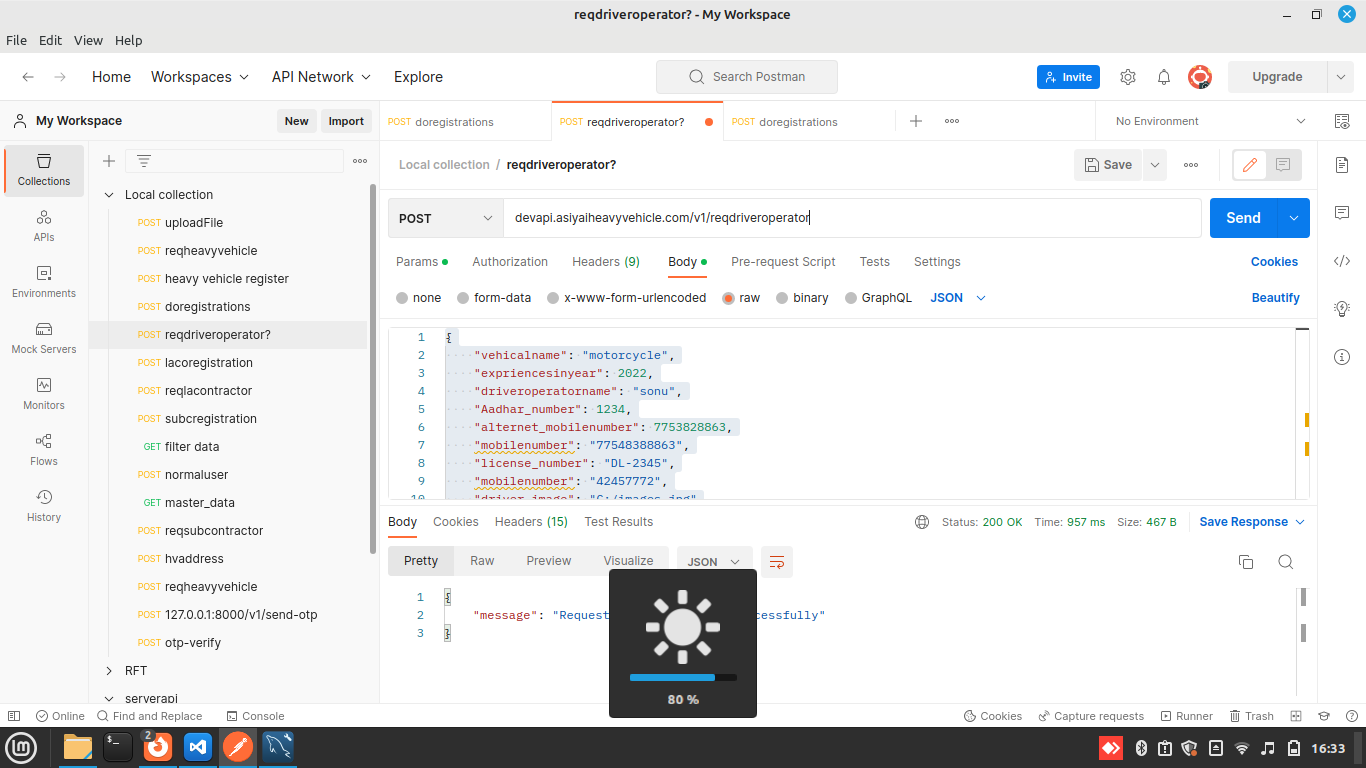 reqdriveroperator? - My Workspace
File Edit View Help
Home Workspaces API Network Explore Search Postman Invite Upgrade
My Workspace New Import
POST doregistrations POST reqdriveroperator? POST doregistrations No Environment
Collections
APIs
Environments
Mock Servers
Monitors
Flows
History
Local collection
POST uploadFile
POST reqheavyvehicle
POST heavy vehicle register
POST doregistrations
POST reqdriveroperator?
POST lacoregistration
POST reqlacontractor
POST subcregistration
GET filter data
POST normaluser
GET master_data
POST reqsubcontractor
POST hvaddress
POST reqheavyvehicle
POST 127.0.0.1:8000/v1/send-otp
POST otp-verify
RFT
serverapi
Local collection / reqdriveroperator? Save
POST devapi.asiyaiheavyvehicle.com/v1/reqdriveroperator Send
Params Authorization Headers (9) Body Pre-request Script Tests Settings Cookies
none form-data x-www-form-urlencoded raw binary GraphQL JSON Beautify
1 {
2 "vehicalname": "motorcycle",
3 "expriencesinyear": 2022,
4 "driveroperatorname": "sonu",
5 "Aadhar_number": 1234,
6 "alternet_mobilenumber": 7753828863,
7 "mobilenumber": "77548388863",
8 "license_number": "DL-2345",
9 "mobilenumber": "42457772",
10 "driver_image": "C:/images.jpg"
Body Cookies Headers (15) Test Results Status: 200 OK Time: 957 ms Size: 467 B Save Response
Pretty Raw Preview Visualize JSON
1 {
2 "message": "Request cessfully"
3 }
80 %
Online Find and Replace Console Cookies Capture requests Runner Trash
2 16:33